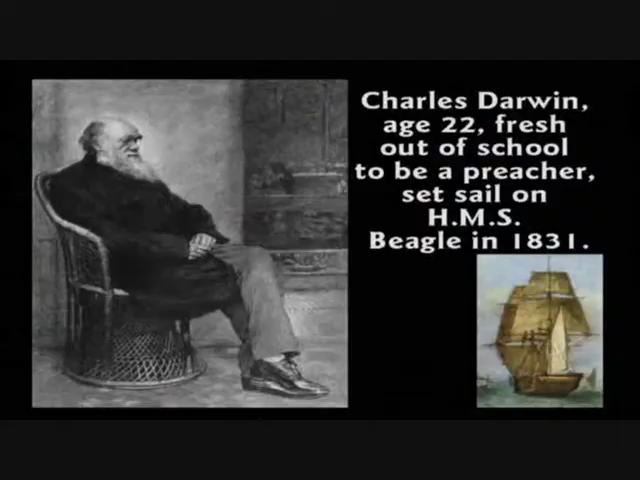 Charles Darwin,
age 22, fresh
out of school
to be a preacher,
set sail on
H.M.S.
Beagle in 1831.